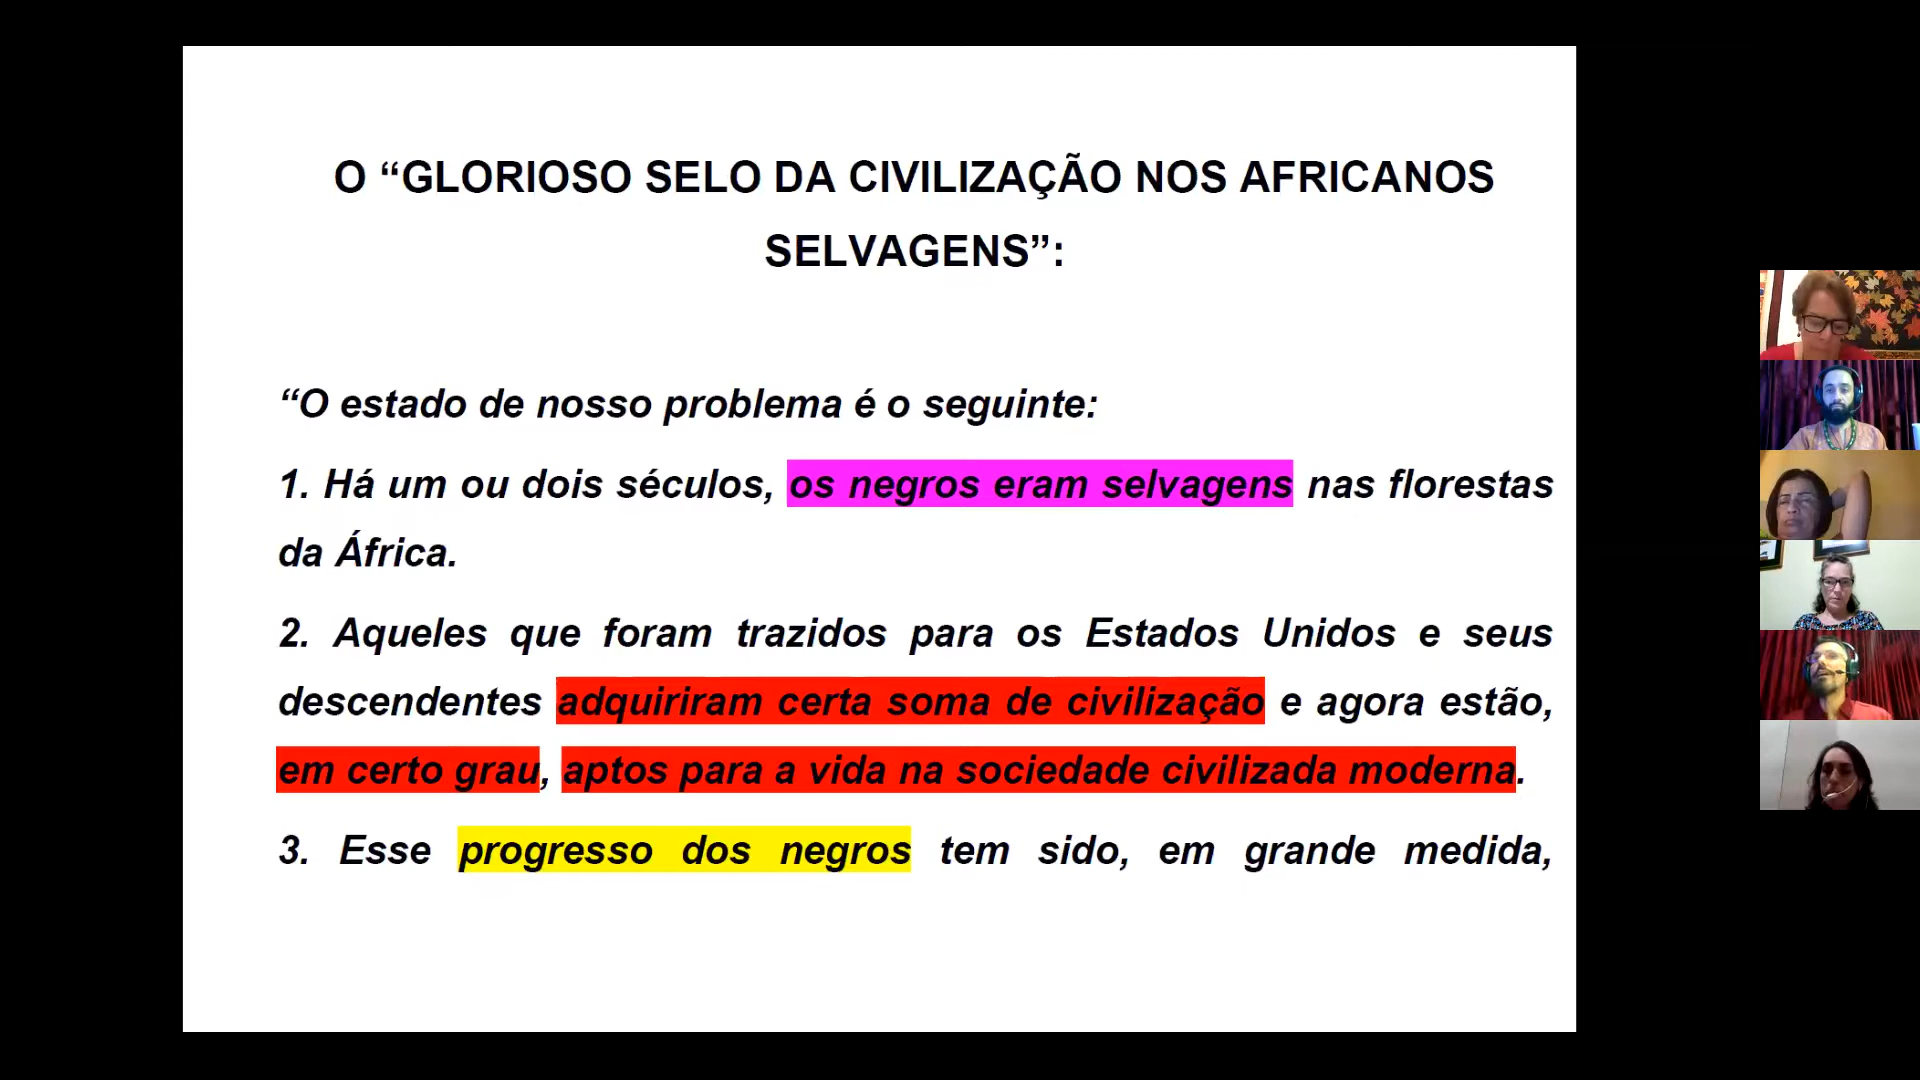 O “GLORIOSO SELO DA CIVILIZAÇÃO NOS AFRICANOS
SELVAGENS”:
“O estado de nosso problema é o seguinte:
1. Há um ou dois séculos, os negros eram selvagens nas florestas
da África.
2. Aqueles que foram trazidos para os Estados Unidos e seus
descendentes adquiriram certa soma de civilização e agora estão,
em certo grau, aptos para a vida na sociedade civilizada moderna.
3. Esse progresso dos negros tem sido, em grande medida,